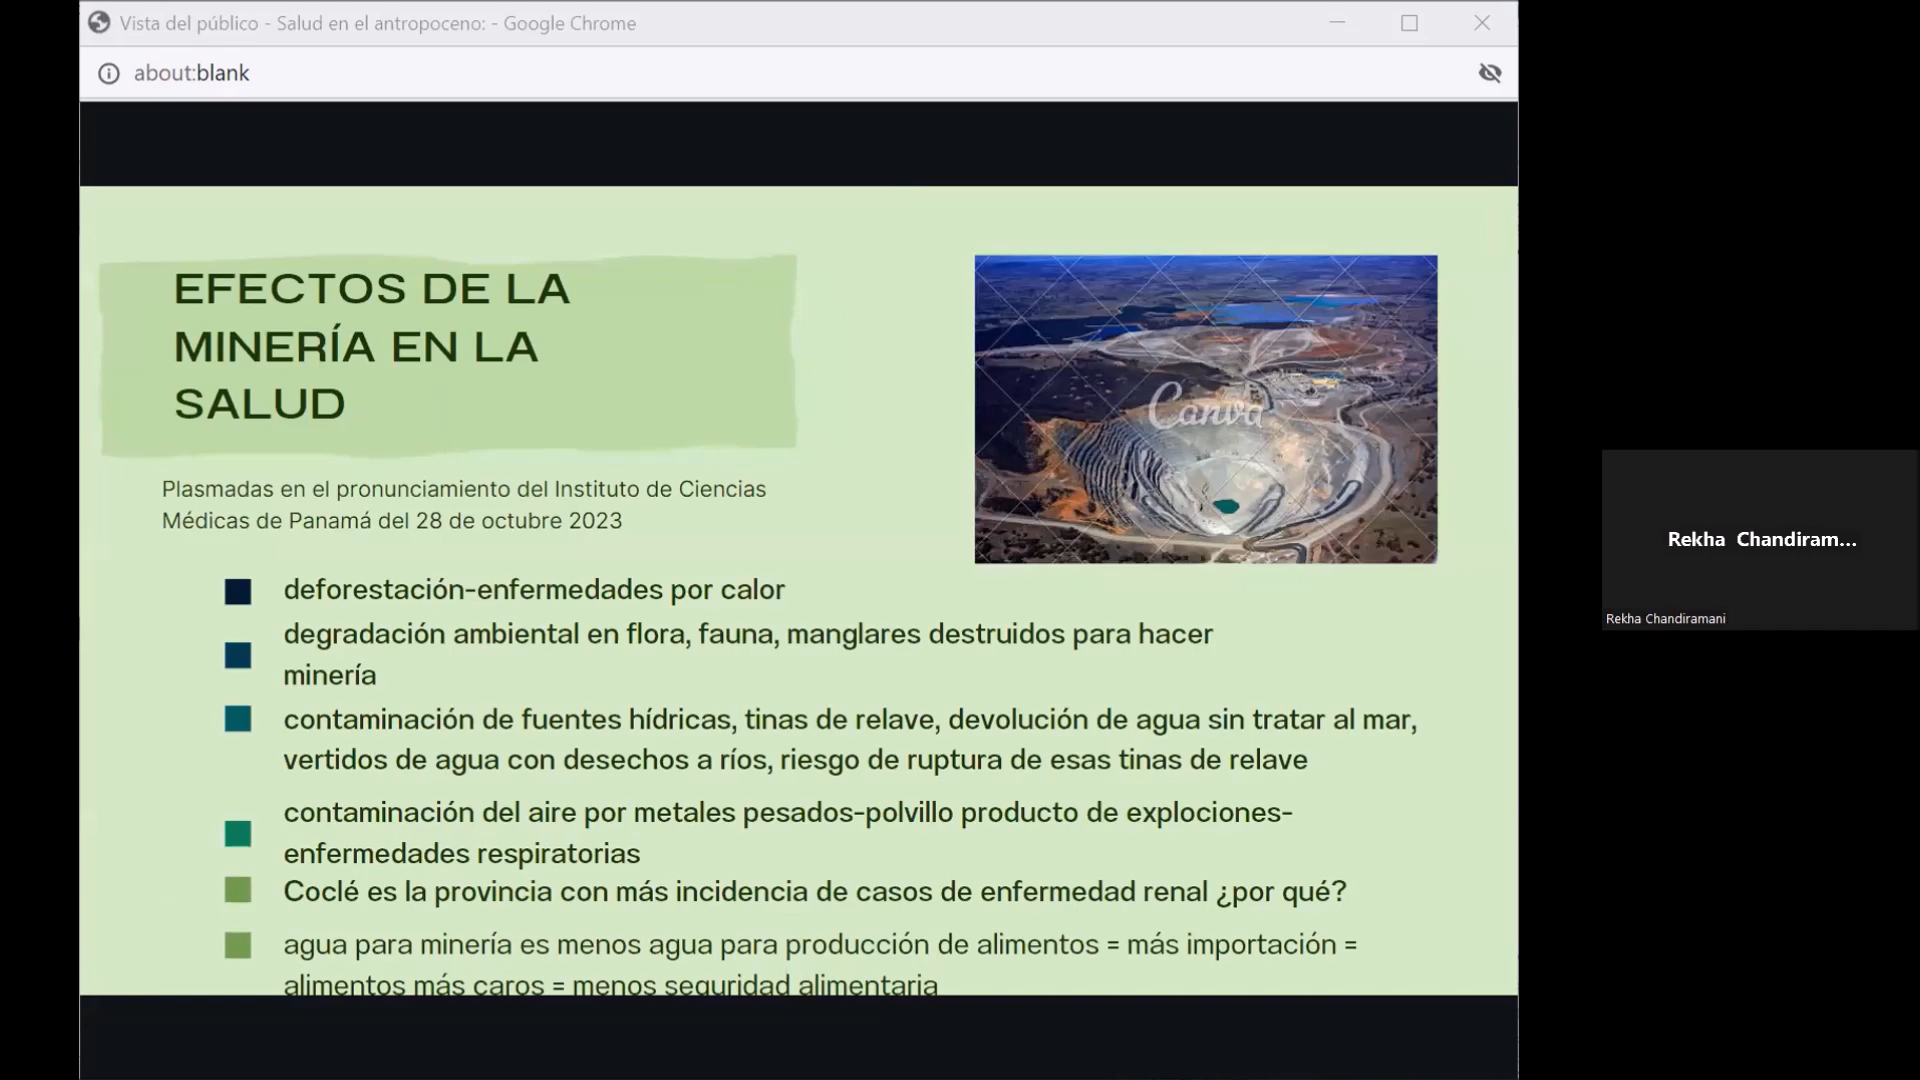 Vista del público - Salud en el antropoceno: - Google Chrome
about:blank
EFECTOS DE LA
MINERÍA EN LA
SALUD
Plasmadas en el pronunciamiento del Instituto de Ciencias
Médicas de Panamá del 28 de octubre 2023
Canva
deforestación-enfermedades por calor
degradación ambiental en flora, fauna, manglares destruidos para hacer
minería
contaminación de fuentes hídricas, tinas de relave, devolución de agua sin tratar al mar,
vertidos de agua con desechos a ríos, riesgo de ruptura de esas tinas de relave
contaminación del aire por metales pesados-polvillo producto de explociones-
enfermedades respiratorias
Coclé es la provincia con más incidencia de casos de enfermedad renal ¿por qué?
agua para minería es menos agua para producción de alimentos = más importación =
alimentos más caros = menos seguridad alimentaria
Rekha Chandiram...
Rekha Chandiramani